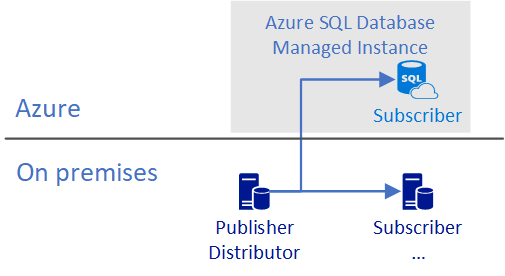 Azure SQL Database
Managed Instance
SQL
Subscriber
Azure
On premises
Publisher
Distributor
Subscriber
...